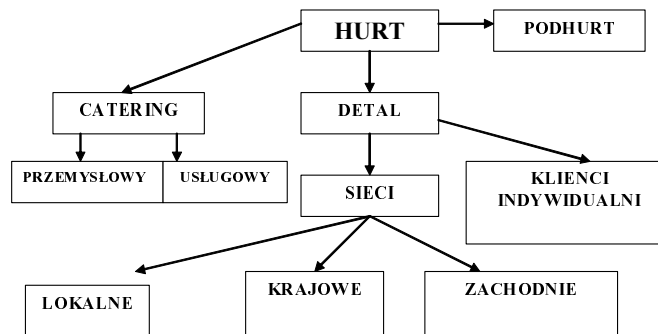 HURT
PODHURT
CATERING
DETAL
PRZEMYSŁOWY
USŁUGOWY
SIECI
KLIENCI
INDYWIDUALNI
LOKALNE
KRAJOWE
ZACHODNIE